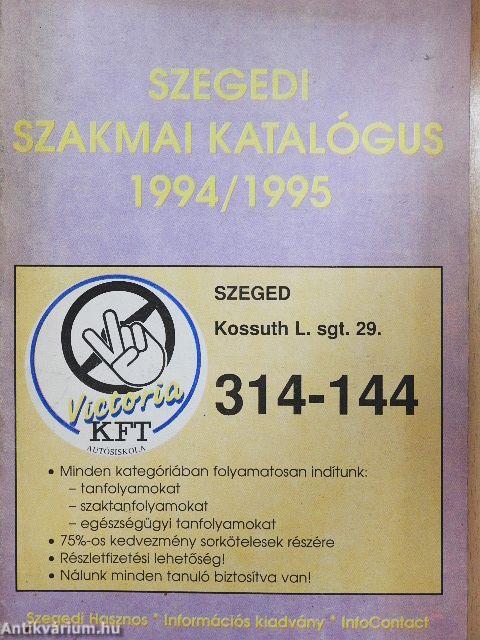 SZEGEDI
SZAKMAI KATALÓGUS
1994/1995
SZEGED
Kossuth L. sgt. 29.
314-144
Victoria
KFT
AUTÓSISKOLA
• Minden kategóriában folyamatosan indítunk:
– tanfolyamokat
– szaktanfolyamokat
– egészségügyi tanfolyamokat
• 75%-os kedvezmény sorkötelesek részére
• Részletfizetési lehetőség!
• Nálunk minden tanuló biztosítva van!
Szegedi Hasznos * Információs kiadvány * InfoContact
Antikvárium.hu